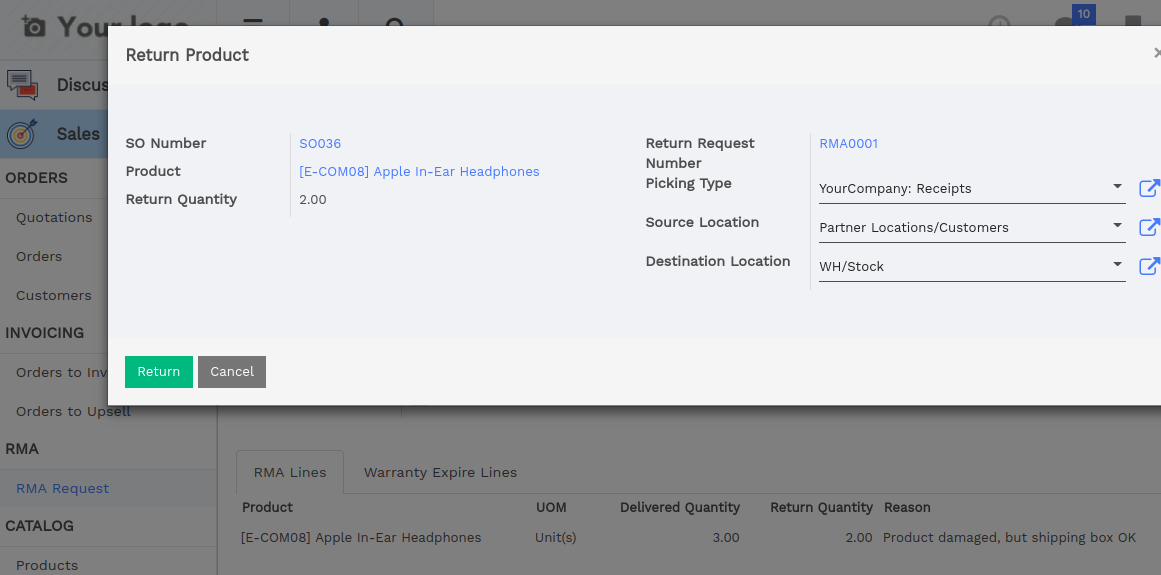 Your logo
10
Return Product
×
Discus
Sales
SO Number
SO036
Product
[E-COM08] Apple In-Ear Headphones
Return Quantity
2.00
Return Request
Number
RMA0001
Picking Type
YourCompany: Receipts
Source Location
Partner Locations/Customers
Destination Location
WH/Stock
Return
Cancel
ORDERS
Quotations
Orders
Customers
INVOICING
Orders to Inv
Orders to Upsell
RMA
RMA Request
CATALOG
Products
RMA Lines
Warranty Expire Lines
Product UOM Delivered Quantity Return Quantity Reason
[E-COM08] Apple In-Ear Headphones Unit(s) 3.00 2.00 Product damaged, but shipping box OK